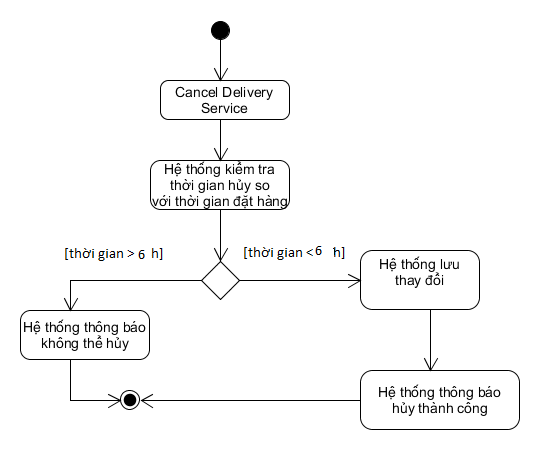 Cancel Delivery
Service
Hệ thống kiểm tra
thời gian hủy so
với thời gian đặt hàng
[thời gian > 6 h]
[thời gian < 6 h]
Hệ thống lưu
thay đổi
Hệ thống thông báo
không thể hủy
Hệ thống thông báo
hủy thành công